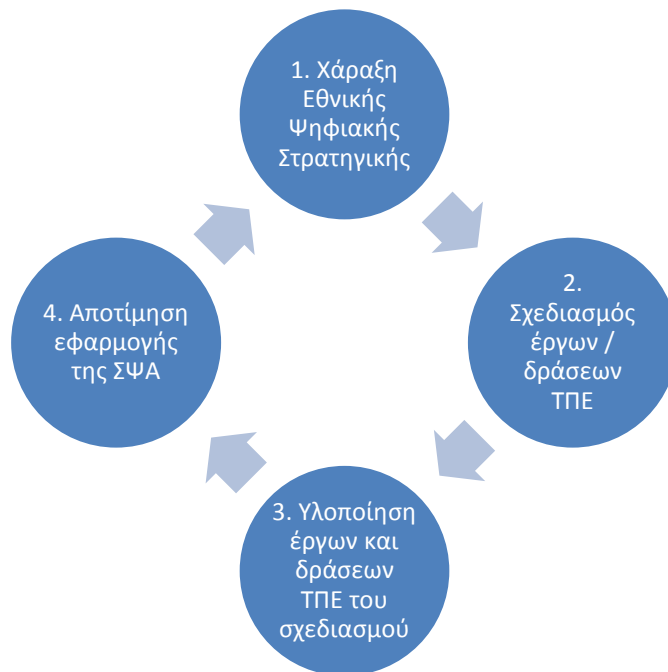 1. Χάραξη
Εθνικής
Ψηφιακής
Στρατηγικής
2.
Σχεδιασμός
έργων /
δράσεων
ΤΠΕ
3. Υλοποίηση
έργων και
δράσεων
ΤΠΕ του
σχεδιασμού
4. Αποτίμηση
εφαρμογής
της ΣΨΑ